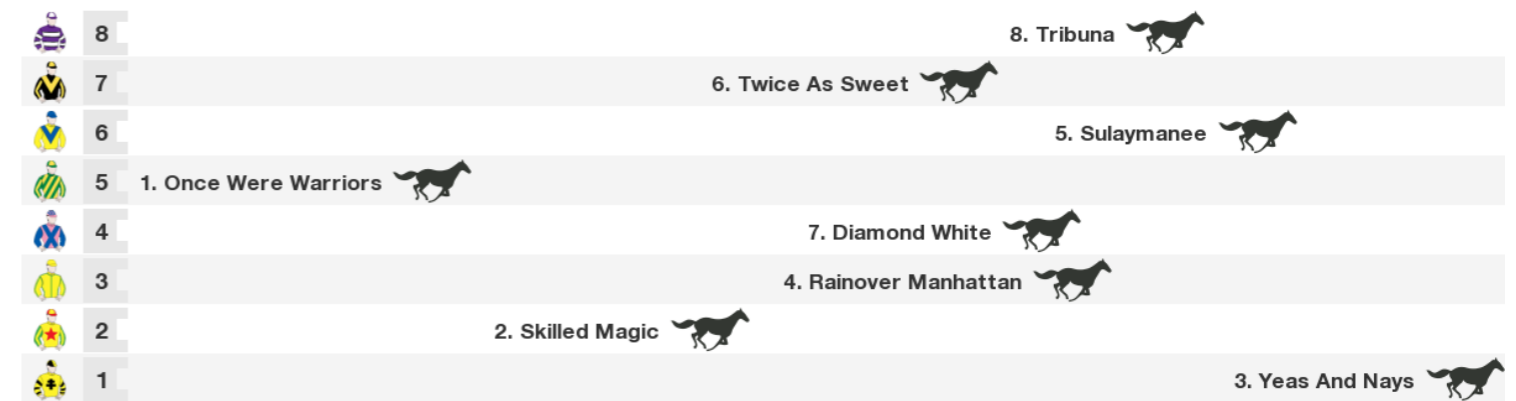 8 8. Tribuna
7 6. Twice As Sweet
6 5. Sulaymanee
5 1. Once Were Warriors
4 7. Diamond White
3 4. Rainover Manhattan
2 2. Skilled Magic
1 3. Yeas And Nays